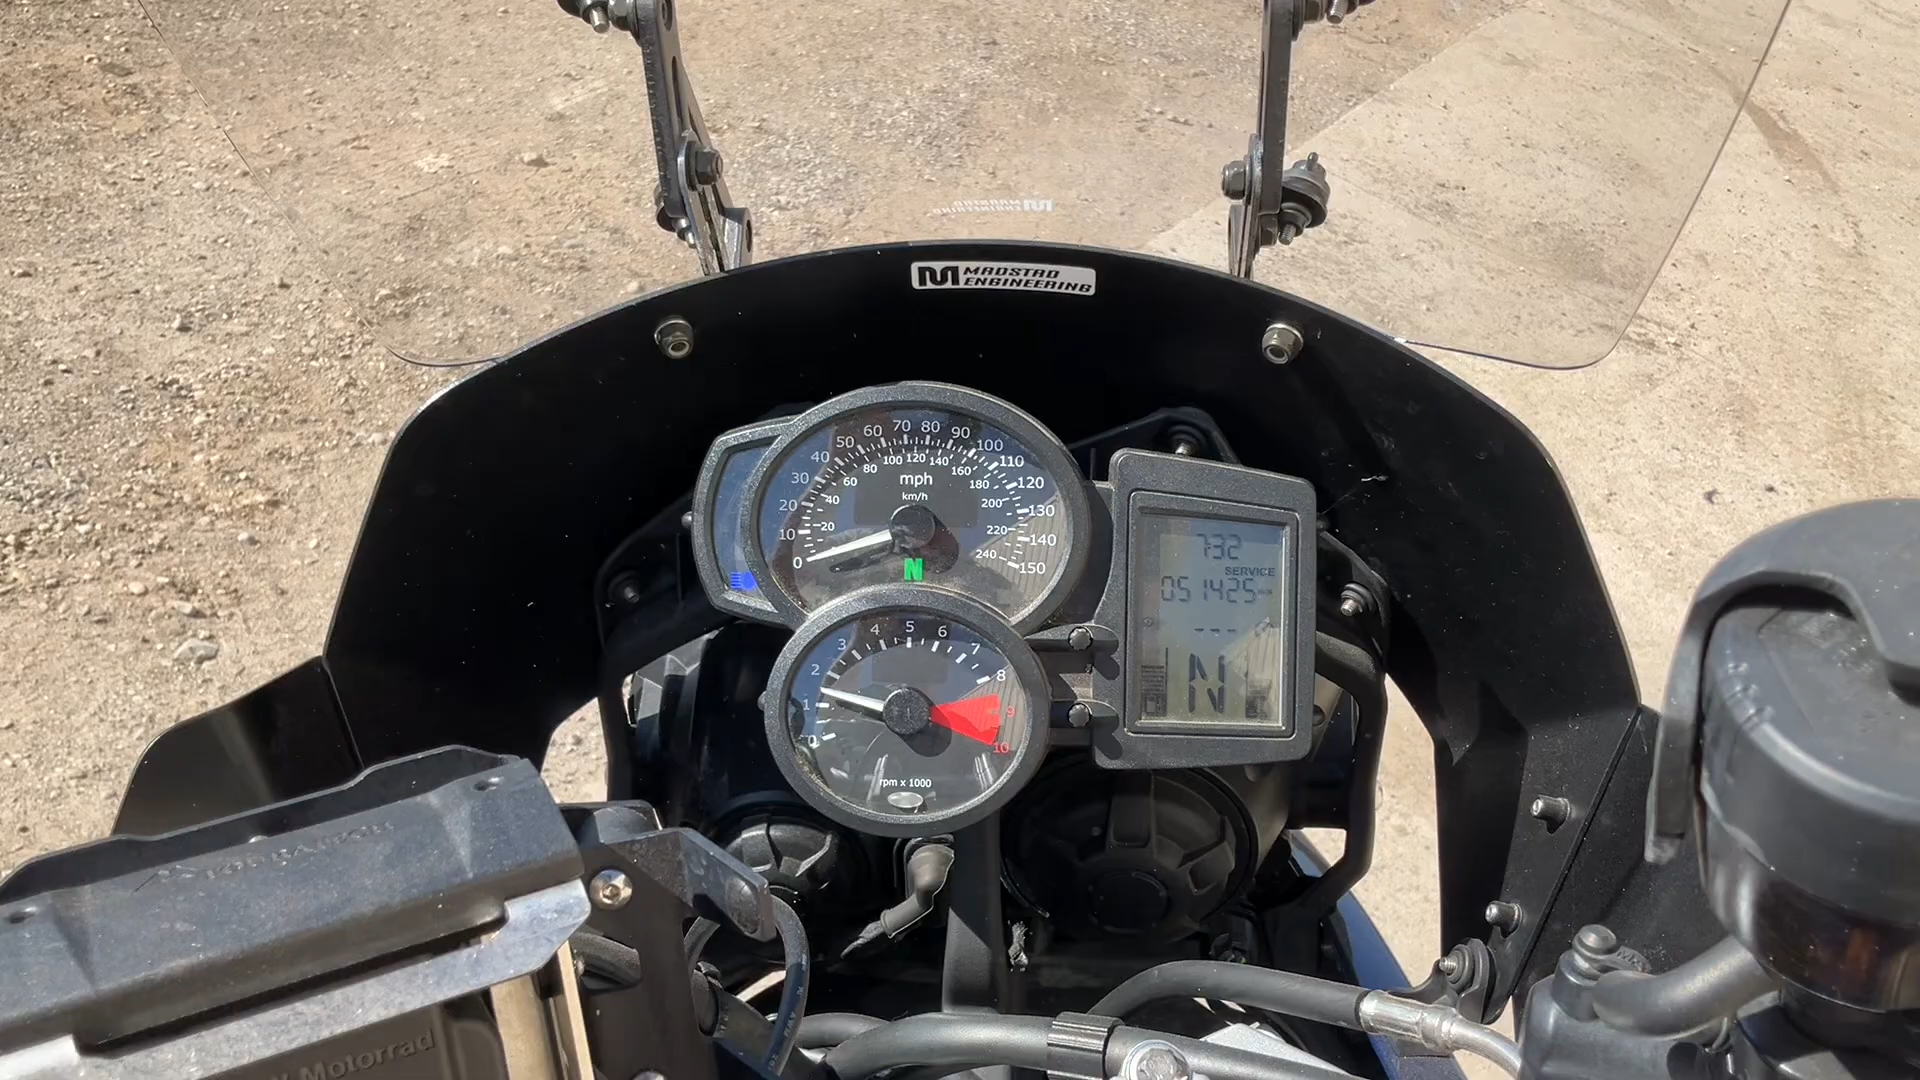 MADSTAD
ENGINEERING
0 10 20 30 40 50 60 70 80 90 100 110 120 130 140 150
20 40 60 80 100 120 140 160 180 200 220 240
mph
km/h
N
732
SERVICE
051425
---
N
0 1 2 3 4 5 6 7 8 9 10
rpm x 1000
Motorrad